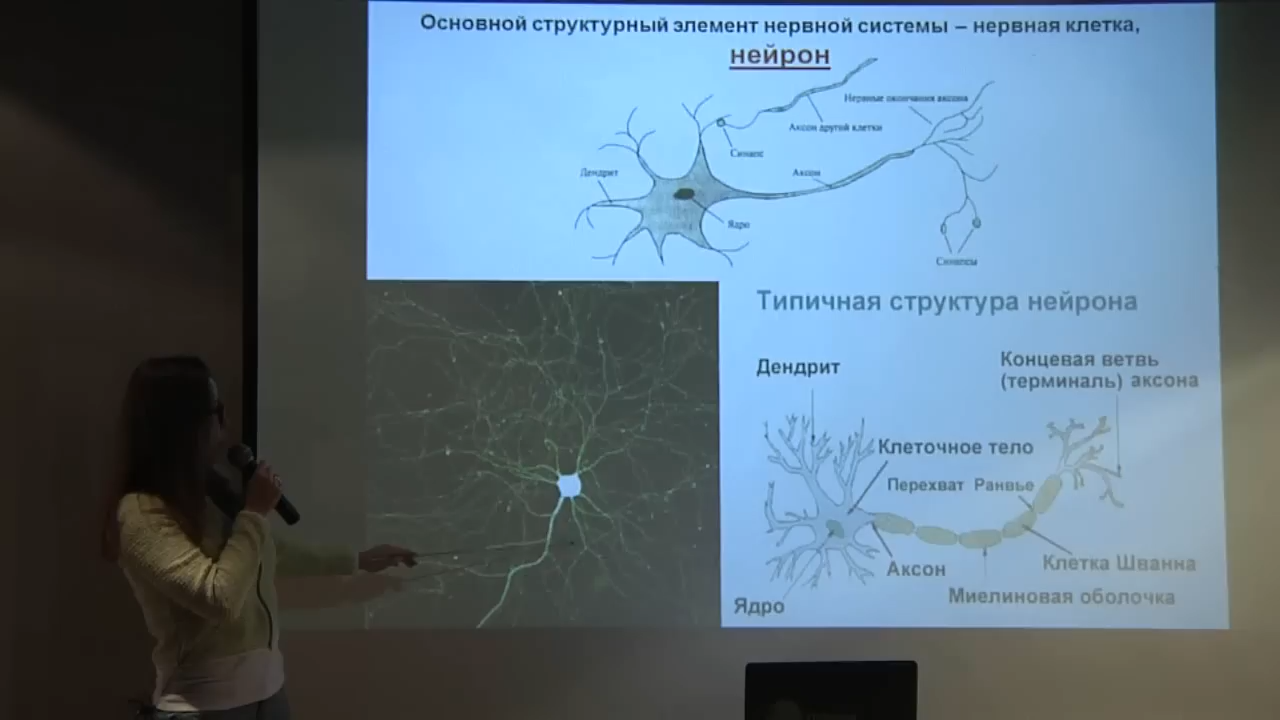 Основной структурный элемент нервной системы – нервная клетка,
нейрон
Нервные окончания аксона
Аксон другой клетки
Синапс
Дендрит
Аксон
Ядро
Синапсы
Типичная структура нейрона
Дендрит
Концевая ветвь
(терминаль) аксона
Клеточное тело
Перехват Ранвье
Аксон
Клетка Шванна
Миелиновая оболочка
Ядро